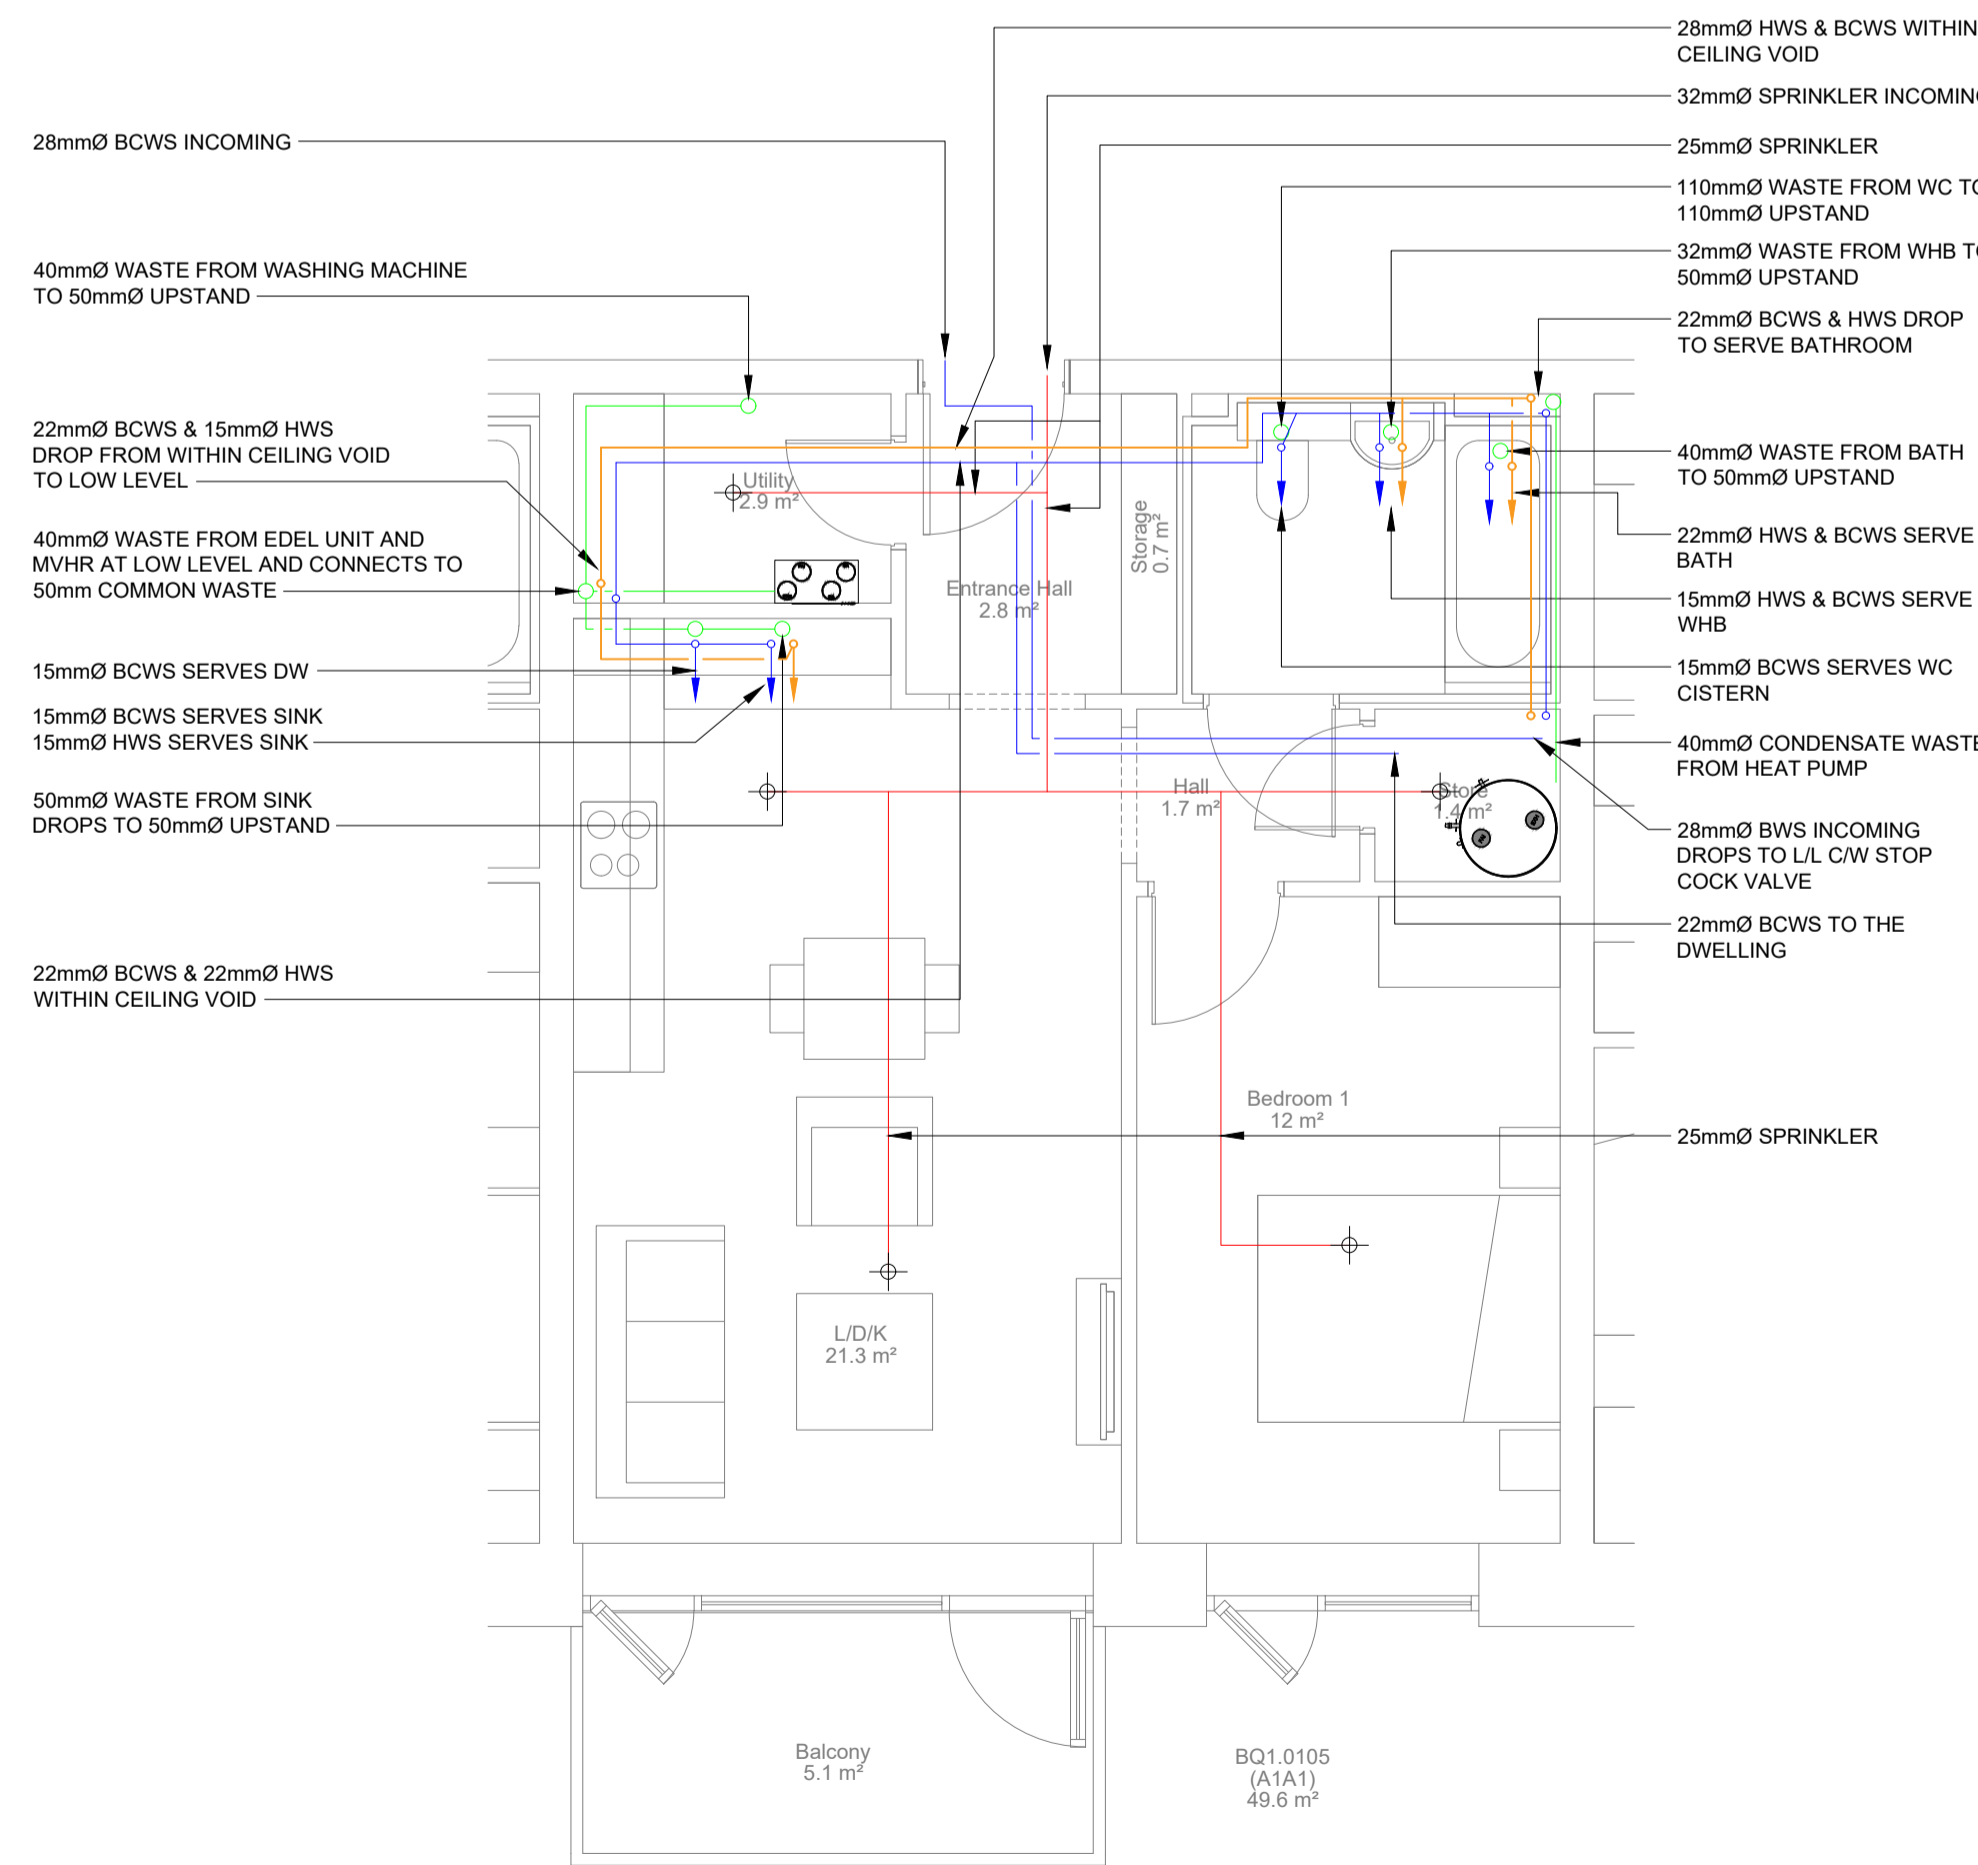 28mmØ BCWS INCOMING
40mmØ WASTE FROM WASHING MACHINE
TO 50mmØ UPSTAND
22mmØ BCWS & 15mmØ HWS
DROP FROM WITHIN CEILING VOID
TO LOW LEVEL
40mmØ WASTE FROM EDEL UNIT AND
MVHR AT LOW LEVEL AND CONNECTS TO
50mm COMMON WASTE
15mmØ BCWS SERVES DW
15mmØ BCWS SERVES SINK
15mmØ HWS SERVES SINK
50mmØ WASTE FROM SINK
DROPS TO 50mmØ UPSTAND
22mmØ BCWS & 22mmØ HWS
WITHIN CEILING VOID
Utility
2.9 m²
Entrance Hall
2.8 m²
Storage
0.7 m²
Hall
1.7 m²
Store
1.4 m²
Bedroom 1
12 m²
L/D/K
21.3 m²
Balcony
5.1 m²
BQ1.0105
(A1A1)
49.6 m²
28mmØ HWS & BCWS WITHIN
CEILING VOID
32mmØ SPRINKLER INCOMING
25mmØ SPRINKLER
110mmØ WASTE FROM WC TO
110mmØ UPSTAND
32mmØ WASTE FROM WHB TO
50mmØ UPSTAND
22mmØ BCWS & HWS DROP
TO SERVE BATHROOM
40mmØ WASTE FROM BATH
TO 50mmØ UPSTAND
22mmØ HWS & BCWS SERVE
BATH
15mmØ HWS & BCWS SERVE
WHB
15mmØ BCWS SERVES WC
CISTERN
40mmØ CONDENSATE WASTE
FROM HEAT PUMP
28mmØ BWS INCOMING
DROPS TO L/L C/W STOP
COCK VALVE
22mmØ BCWS TO THE
DWELLING
25mmØ SPRINKLER